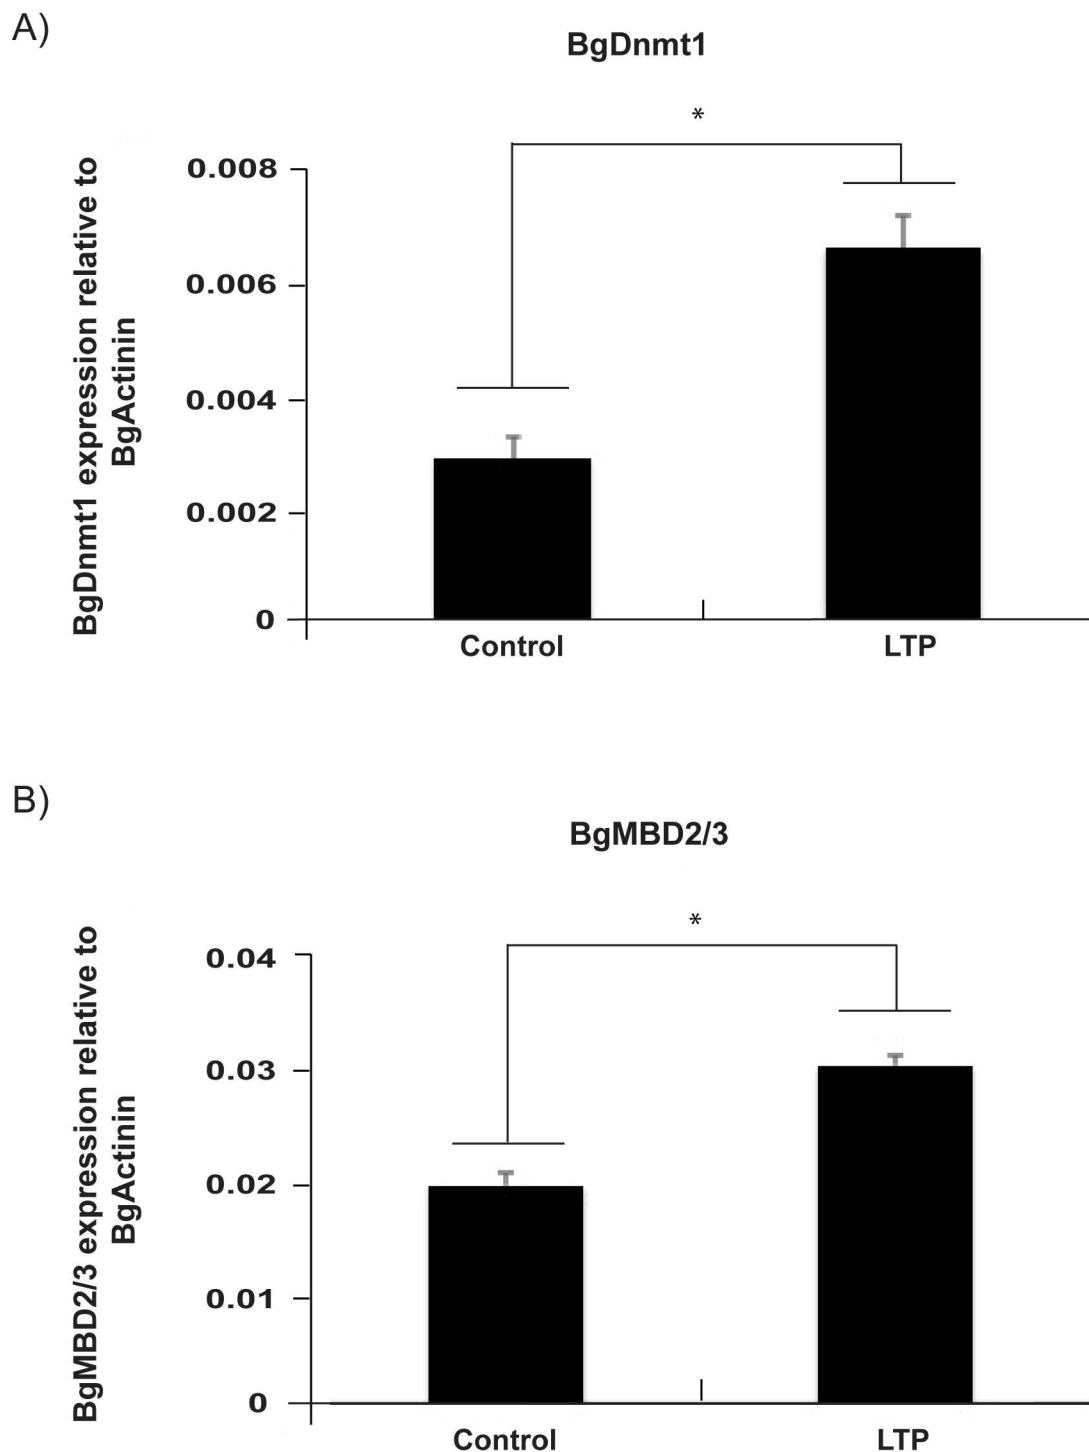 A)
BgDnmt1
*
BgDnmt1 expression relative to
BgActinin
0.008
0.006
0.004
0.002
0
Control LTP
B)
BgMBD2/3
*
BgMBD2/3 expression relative to
BgActinin
0.04
0.03
0.02
0.01
0
Control LTP